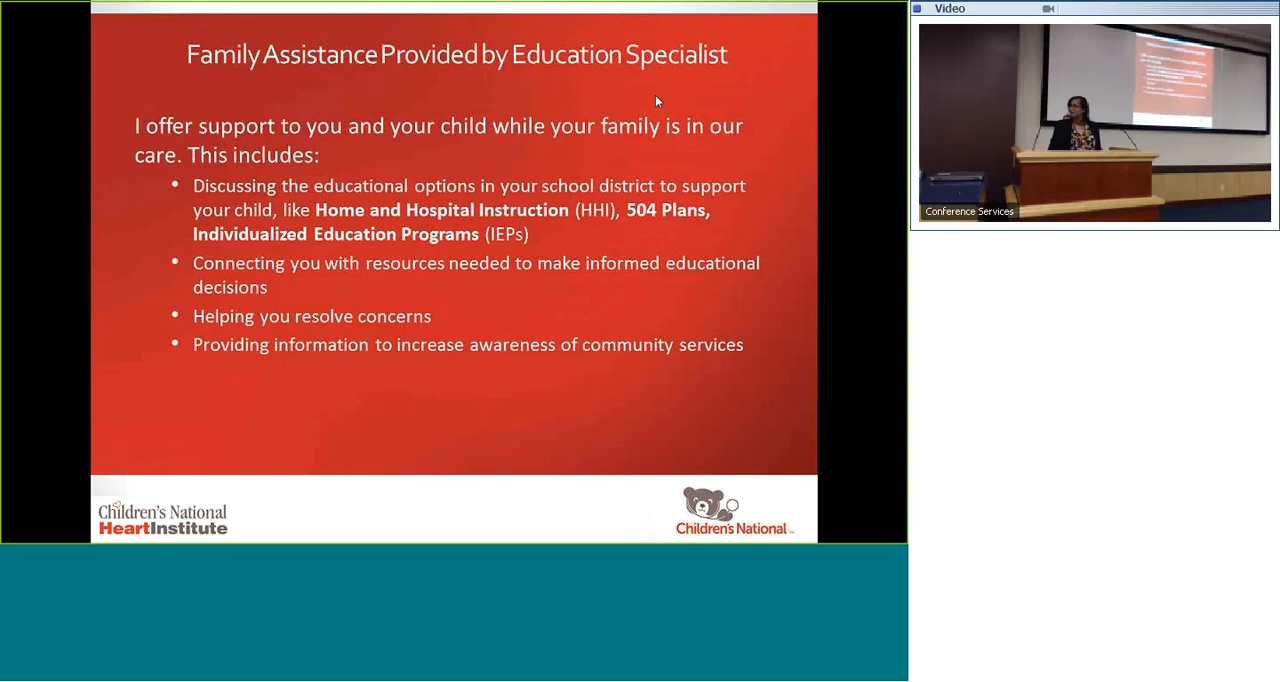 Family Assistance Provided by Education Specialist
I offer support to you and your child while your family is in our
care. This includes:
• Discussing the educational options in your school district to support
your child, like Home and Hospital Instruction (HHI), 504 Plans,
Individualized Education Programs (IEPs)
• Connecting you with resources needed to make informed educational
decisions
• Helping you resolve concerns
• Providing information to increase awareness of community services
Children's National
HeartInstitute
Children's National™
Video
Conference Services